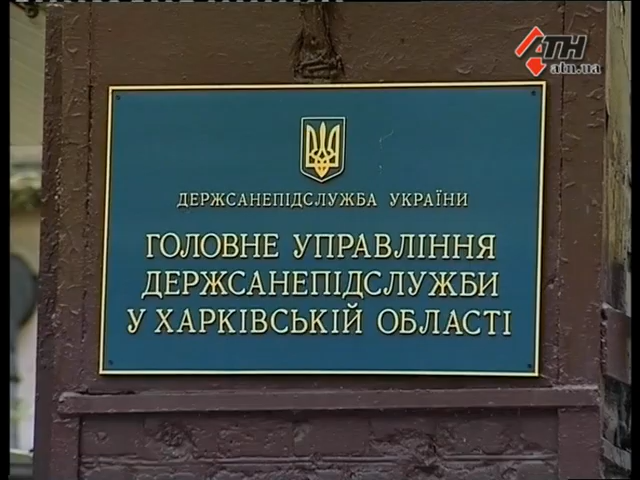 АТН
atn.ua
ДЕРЖСАНЕПІДСЛУЖБА УКРАЇНИ
ГОЛОВНЕ УПРАВЛІННЯ
ДЕРЖСАНЕПІДСЛУЖБИ
У ХАРКІВСЬКІЙ ОБЛАСТІ